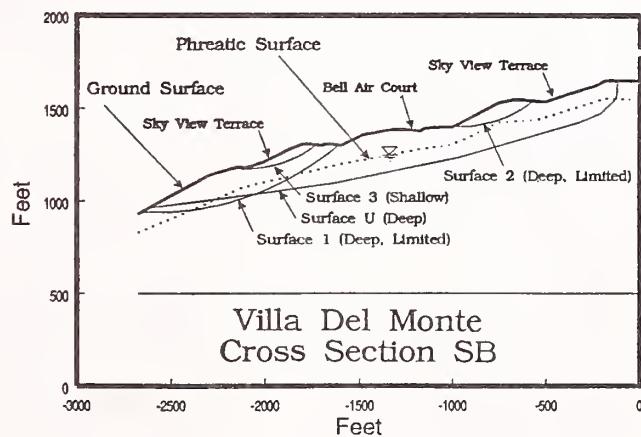 2000
1500
1000
500
0
Feet
Phreatic Surface
Sky View Terrace
Ground Surface
Bell Air Court
Sky View Terrace
Surface 2 (Deep, Limited)
Surface 3 (Shallow)
Surface U (Deep)
Surface 1 (Deep, Limited)
Villa Del Monte
Cross Section SB
-3000 -2500 -2000 -1500 -1000 -500 0
Feet